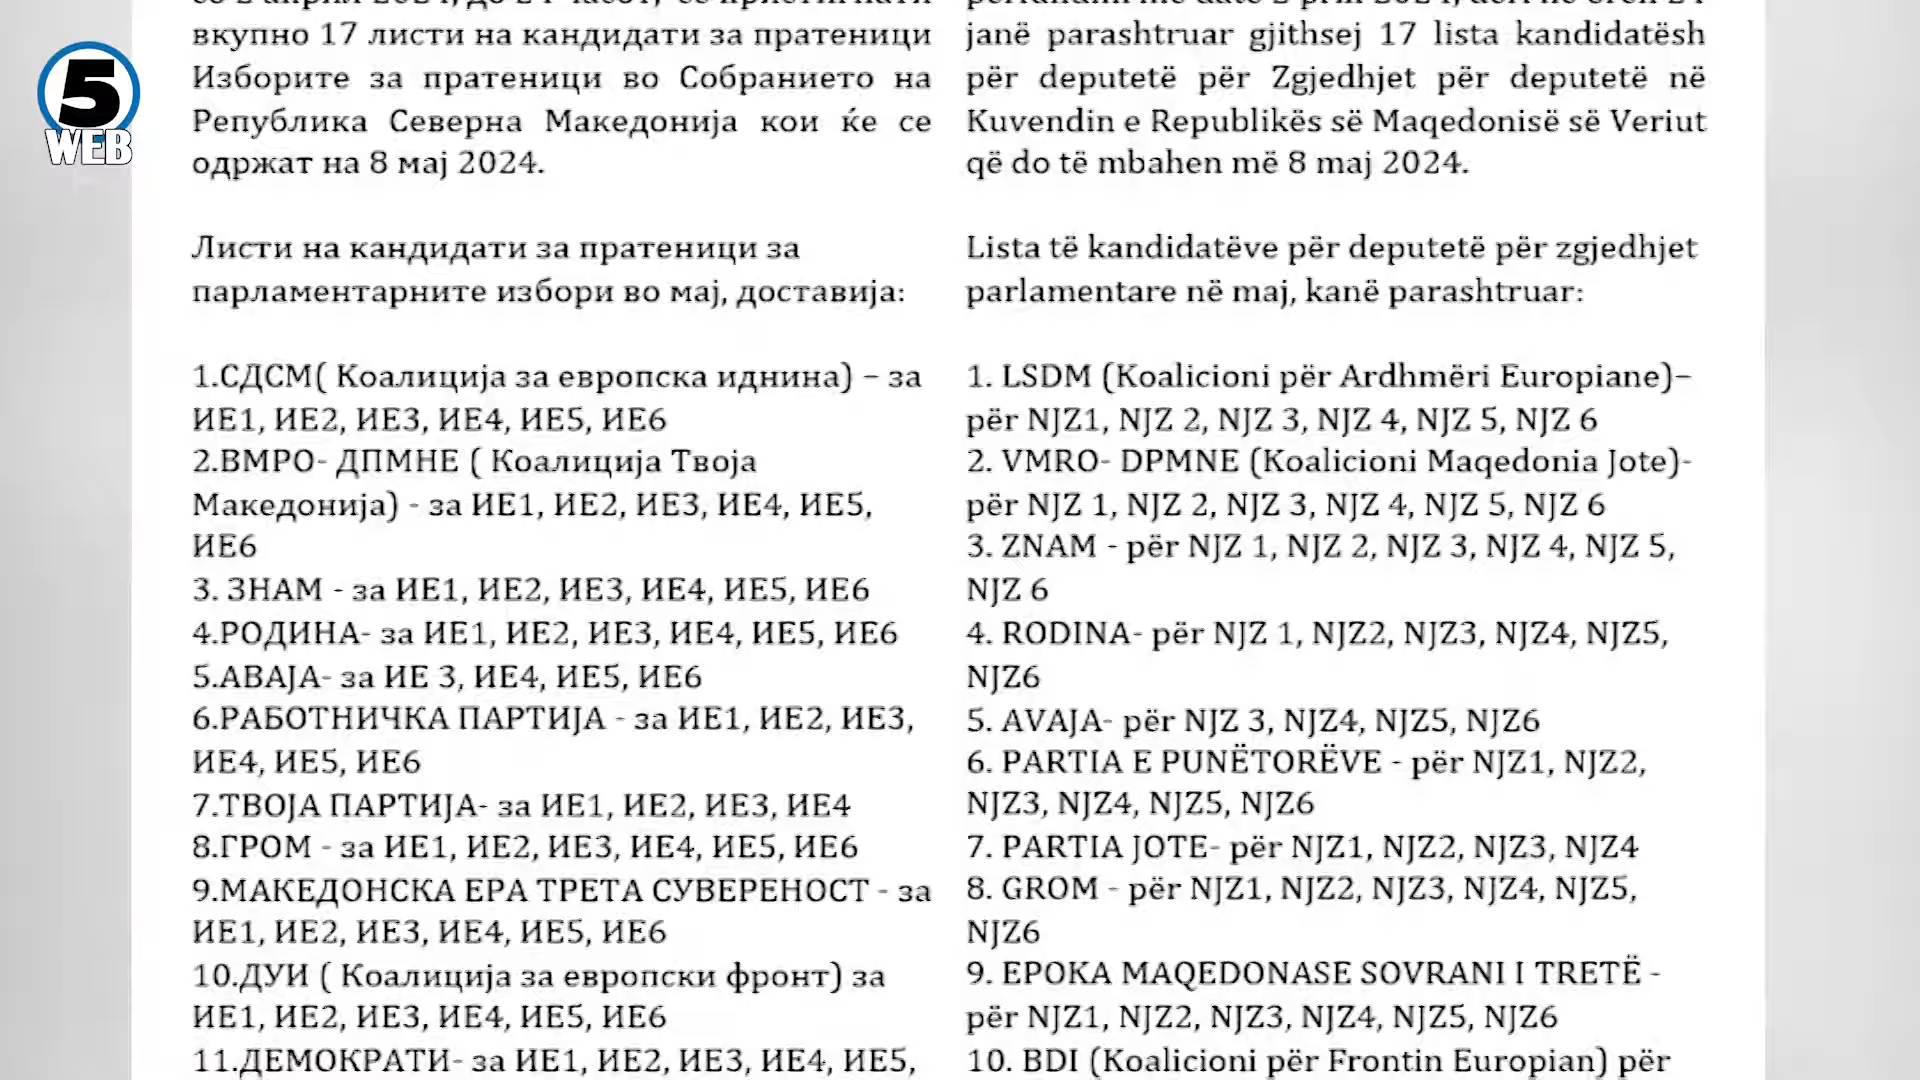 5
WEB
вкупно 17 листи на кандидати за пратеници
Изборите за пратеници во Собранието на
Република Северна Македонија кои ќе се
одржат на 8 мај 2024.
Листи на кандидати за пратеници за
парламентарните избори во мај, доставија:
1.СДСМ( Коалиција за европска иднина) – за
ИЕ1, ИЕ2, ИЕ3, ИЕ4, ИЕ5, ИЕ6
2.ВМРО- ДПМНЕ ( Коалиција Твоја
Македонија) - за ИЕ1, ИЕ2, ИЕ3, ИЕ4, ИЕ5,
ИЕ6
3. ЗНАМ - за ИЕ1, ИЕ2, ИЕ3, ИЕ4, ИЕ5, ИЕ6
4.РОДИНА- за ИЕ1, ИЕ2, ИЕ3, ИЕ4, ИЕ5, ИЕ6
5.АВАЈА- за ИЕ 3, ИЕ4, ИЕ5, ИЕ6
6.РАБОТНИЧКА ПАРТИЈА - за ИЕ1, ИЕ2, ИЕ3,
ИЕ4, ИЕ5, ИЕ6
7.ТВОЈА ПАРТИЈА- за ИЕ1, ИЕ2, ИЕ3, ИЕ4
8.ГРОМ - за ИЕ1, ИЕ2, ИЕ3, ИЕ4, ИЕ5, ИЕ6
9.МАКЕДОНСКА ЕРА ТРЕТА СУВЕРЕНОСТ - за
ИЕ1, ИЕ2, ИЕ3, ИЕ4, ИЕ5, ИЕ6
10.ДУИ ( Коалиција за европски фронт) за
ИЕ1, ИЕ2, ИЕ3, ИЕ4, ИЕ5, ИЕ6
11.ДЕМОКРАТИ- за ИЕ1, ИЕ2, ИЕ3, ИЕ4, ИЕ5,
janë parashtruar gjithsej 17 lista kandidatësh
për deputetë për Zgjedhjet për deputetë në
Kuvendin e Republikës së Maqedonisë së Veriut
që do të mbahen më 8 maj 2024.
Lista të kandidatëve për deputetë për zgjedhjet
parlamentare në maj, kanë parashtruar:
1. LSDM (Koalicioni për Ardhmëri Europiane)–
për NJZ1, NJZ 2, NJZ 3, NJZ 4, NJZ 5, NJZ 6
2. VMRO- DPMNE (Koalicioni Maqedonia Jote)-
për NJZ 1, NJZ 2, NJZ 3, NJZ 4, NJZ 5, NJZ 6
3. ZNAM - për NJZ 1, NJZ 2, NJZ 3, NJZ 4, NJZ 5,
NJZ 6
4. RODINA- për NJZ 1, NJZ2, NJZ3, NJZ4, NJZ5,
NJZ6
5. AVAJA- për NJZ 3, NJZ4, NJZ5, NJZ6
6. PARTIA E PUNËTORËVE - për NJZ1, NJZ2,
NJZ3, NJZ4, NJZ5, NJZ6
7. PARTIA JOTE- për NJZ1, NJZ2, NJZ3, NJZ4
8. GROM - për NJZ1, NJZ2, NJZ3, NJZ4, NJZ5,
NJZ6
9. EPOKA MAQEDONASE SOVRANI I TRETË -
për NJZ1, NJZ2, NJZ3, NJZ4, NJZ5, NJZ6
10. BDI (Koalicioni për Frontin Europian) për